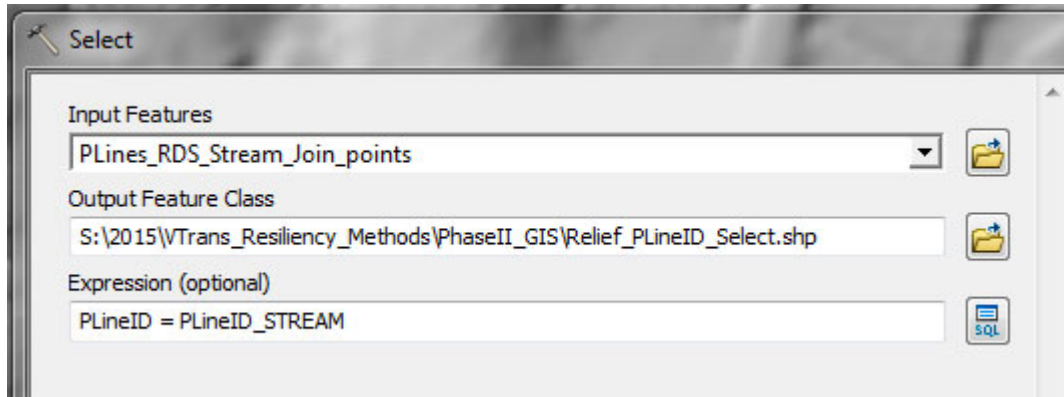 Select
Input Features
PLines_RDS_Stream_Join_points
Output Feature Class
S:\2015\VTrans_Resiliency_Methods\PhaseII_GIS\Relief_PLineID_Select.shp
Expression (optional)
PLineID = PLineID_STREAM
SQL